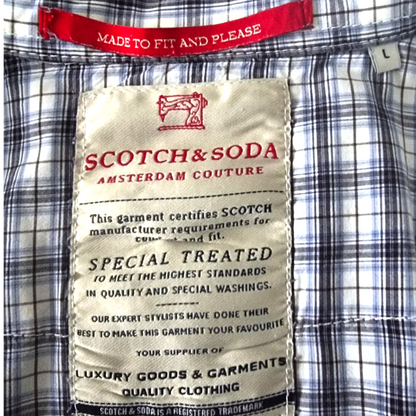 MADE TO FIT AND PLEASE
L
SCOTCH & SODA
AMSTERDAM COUTURE
This garment certifies SCOTCH
manufacturer requirements for
and fit.
SPECIAL TREATED
TO MEET THE HIGHEST STANDARDS
IN QUALITY AND SPECIAL WASHINGS.
OUR EXPERT STYLISTS HAVE DONE THEIR
BEST TO MAKE THIS GARMENT YOUR FAVOURITE
YOUR SUPPLIER OF
LUXURY GOODS & GARMENTS
QUALITY CLOTHING
SCOTCH & SODA IS A REGISTERED TRADEMARK